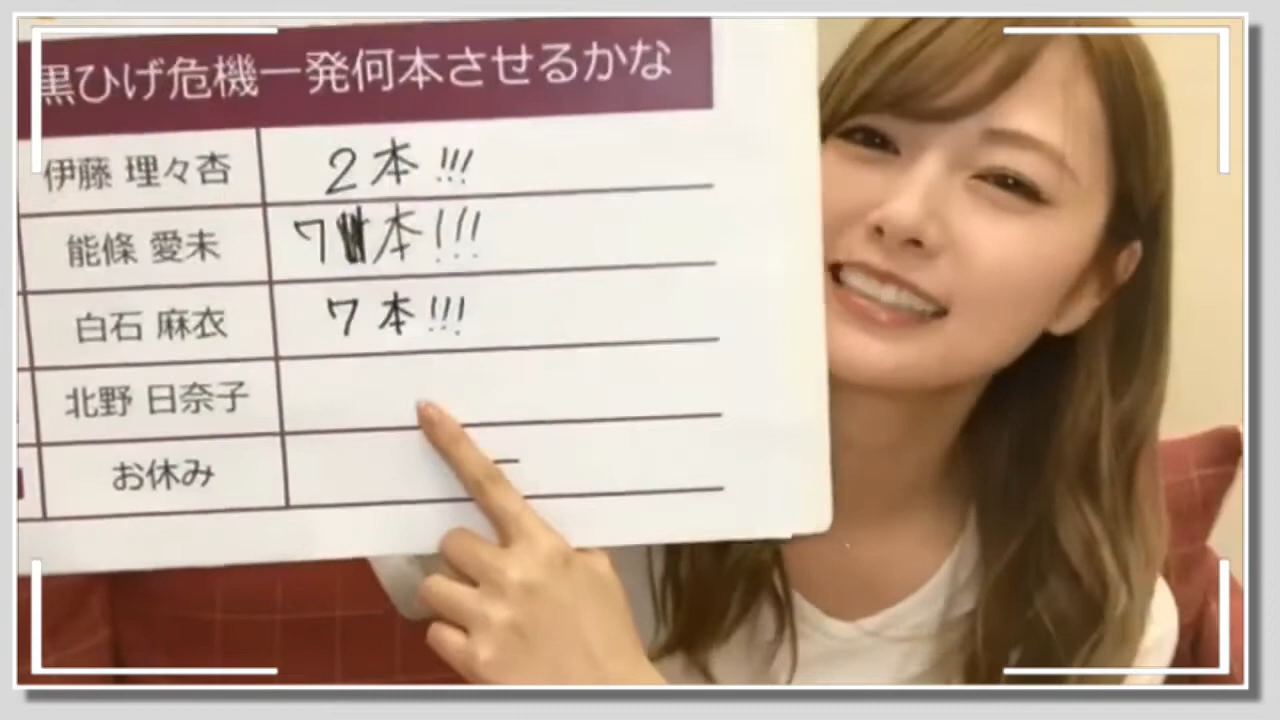 黒ひげ危機一発何本させるかな
伊藤 理々杏 2本!!!
能條 愛未 7本!!!
白石 麻衣 7本!!!
北野 日奈子
お休み ー